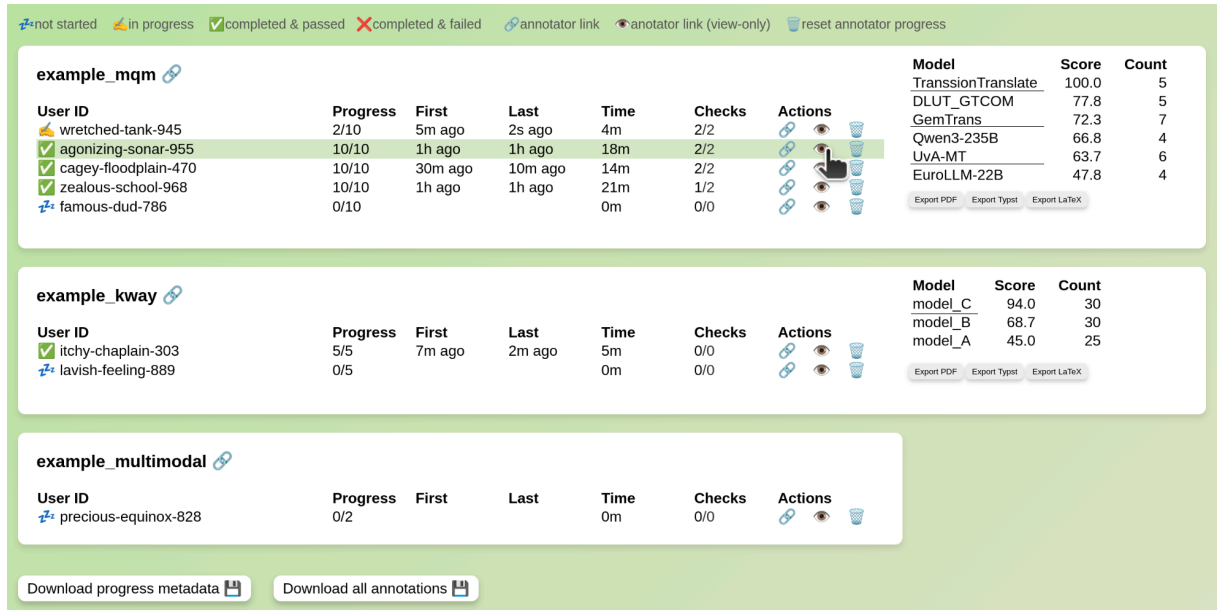 💤not started ✍️in progress ✅completed & passed ❌completed & failed 🔗annotator link 👁️anotator link (view-only) 🗑️reset annotator progress
example_mqm 🔗
User ID Progress First Last Time Checks Actions
✍️ wretched-tank-945 2/10 5m ago 2s ago 4m 2/2 🔗 👁️ 🗑️
✅ agonizing-sonar-955 10/10 1h ago 1h ago 18m 2/2 🔗 👁️ 🗑️
✅ cagey-floodplain-470 10/10 30m ago 10m ago 14m 2/2 🔗 👁️ 🗑️
✅ zealous-school-968 10/10 1h ago 1h ago 21m 1/2 🔗 👁️ 🗑️
💤 famous-dud-786 0/10 0m 0/0 🔗 👁️ 🗑️
Model Score Count
TranssionTranslate 100.0 5
DLUT_GTCOM 77.8 5
GemTrans 72.3 7
Qwen3-235B 66.8 4
UvA-MT 63.7 6
EuroLLM-22B 47.8 4
Export PDF Export Typst Export LaTeX
example_kway 🔗
User ID Progress First Last Time Checks Actions
✅ itchy-chaplain-303 5/5 7m ago 2m ago 5m 0/0 🔗 👁️ 🗑️
💤 lavish-feeling-889 0/5 0m 0/0 🔗 👁️ 🗑️
Model Score Count
model_C 94.0 30
model_B 68.7 30
model_A 45.0 25
Export PDF Export Typst Export LaTeX
example_multimodal 🔗
User ID Progress First Last Time Checks Actions
💤 precious-equinox-828 0/2 0m 0/0 🔗 👁️ 🗑️
Download progress metadata 💾 Download all annotations 💾